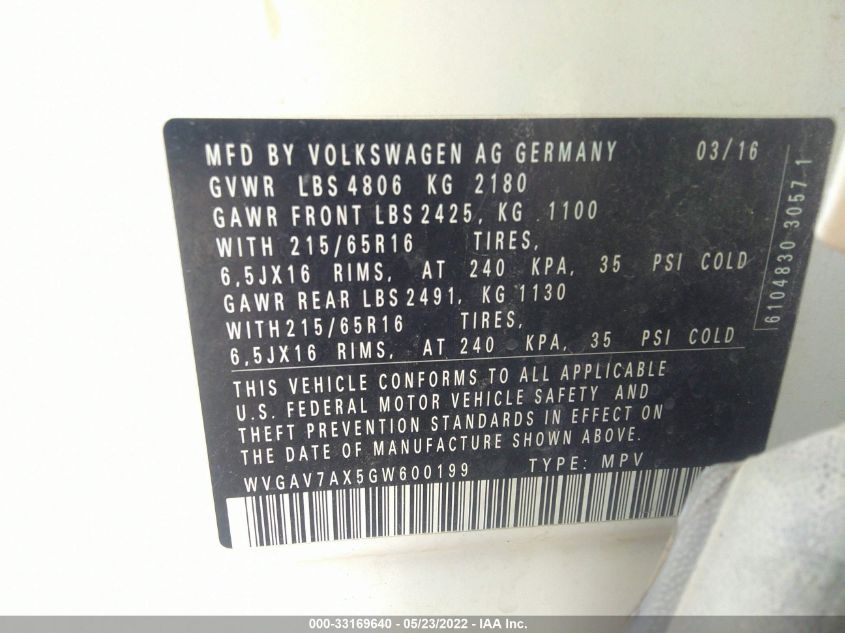 MFD BY VOLKSWAGEN AG GERMANY 03/16
GVWR LBS 4806 KG 2180
GAWR FRONT LBS 2425, KG 1100
WITH 215/65R16 TIRES,
6,5JX16 RIMS, AT 240 KPA, 35 PSI COLD
GAWR REAR LBS 2491, KG 1130
WITH 215/65R16 TIRES,
6,5JX16 RIMS, AT 240 KPA, 35 PSI COLD
THIS VEHICLE CONFORMS TO ALL APPLICABLE
U.S. FEDERAL MOTOR VEHICLE SAFETY AND
THEFT PREVENTION STANDARDS IN EFFECT ON
THE DATE OF MANUFACTURE SHOWN ABOVE.
WVGAV7AX5GW600199 TYPE: MPV
6104830 30571
000-33169640 - 05/23/2022 - IAA Inc.